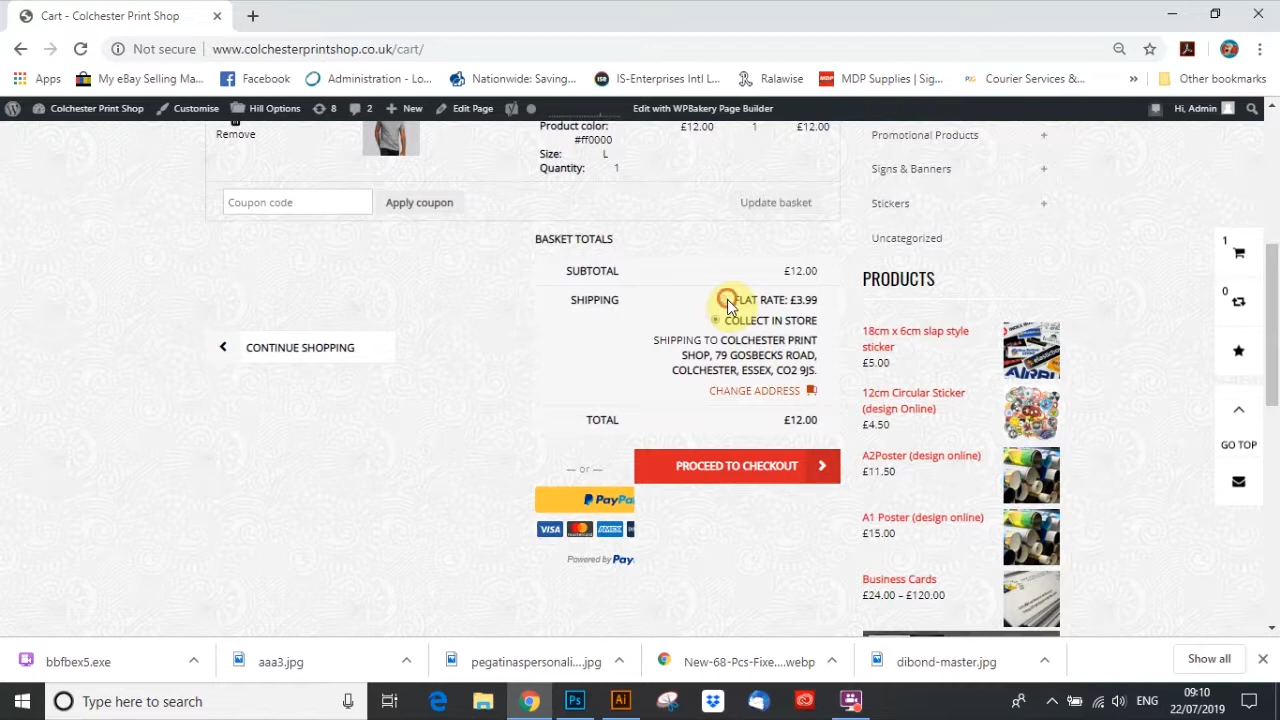 Cart - Colchester Print Shop
Not secure
www.colchesterprintshop.co.uk/cart/
Apps
My eBay Selling Ma...
Facebook
Administration - Lo...
Nationwide: Saving...
IS-Enterprises Intl L...
Ralawise
MDP Supplies | Sig...
Courier Services &...
Other bookmarks
Colchester Print Shop
Customise
Hill Options
8
2
New
Edit Page
Edit with WPBakery Page Builder
Hi, Admin
Remove
Product color:
#ff0000
Size: L
Quantity: 1
£12.00 1 £12.00
Coupon code
Apply coupon
Update basket
BASKET TOTALS
SUBTOTAL £12.00
SHIPPING FLAT RATE: £3.99
COLLECT IN STORE
SHIPPING TO COLCHESTER PRINT
SHOP, 79 GOSBECKS ROAD,
COLCHESTER, ESSEX, CO2 9JS.
CHANGE ADDRESS
TOTAL £12.00
CONTINUE SHOPPING
PROCEED TO CHECKOUT
— or —
PayPa
VISA mastercard AMEX
Powered by Pay
Promotional Products +
Signs & Banners +
Stickers +
Uncategorized
PRODUCTS
18cm x 6cm slap style
sticker
£5.00
12cm Circular Sticker
(design Online)
£4.50
A2Poster (design online)
£11.50
A1 Poster (design online)
£15.00
Business Cards
£24.00 – £120.00
1
0
GO TOP
bbfbex5.exe
aaa3.jpg
pegatinaspersonali....jpg
New-68-Pcs-Fixe....webp
dibond-master.jpg
Show all
Type here to search
ENG
09:10
22/07/2019